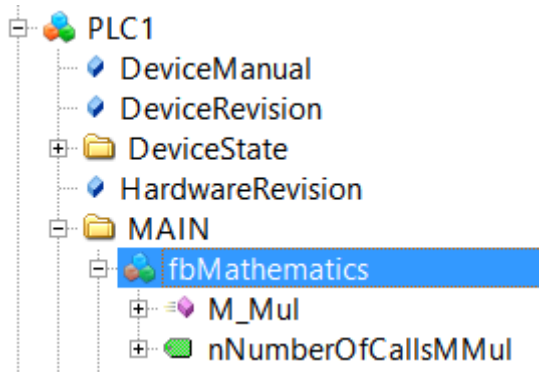 PLC1
DeviceManual
DeviceRevision
DeviceState
HardwareRevision
MAIN
fbMathematics
M_Mul
nNumberOfCallsMMul